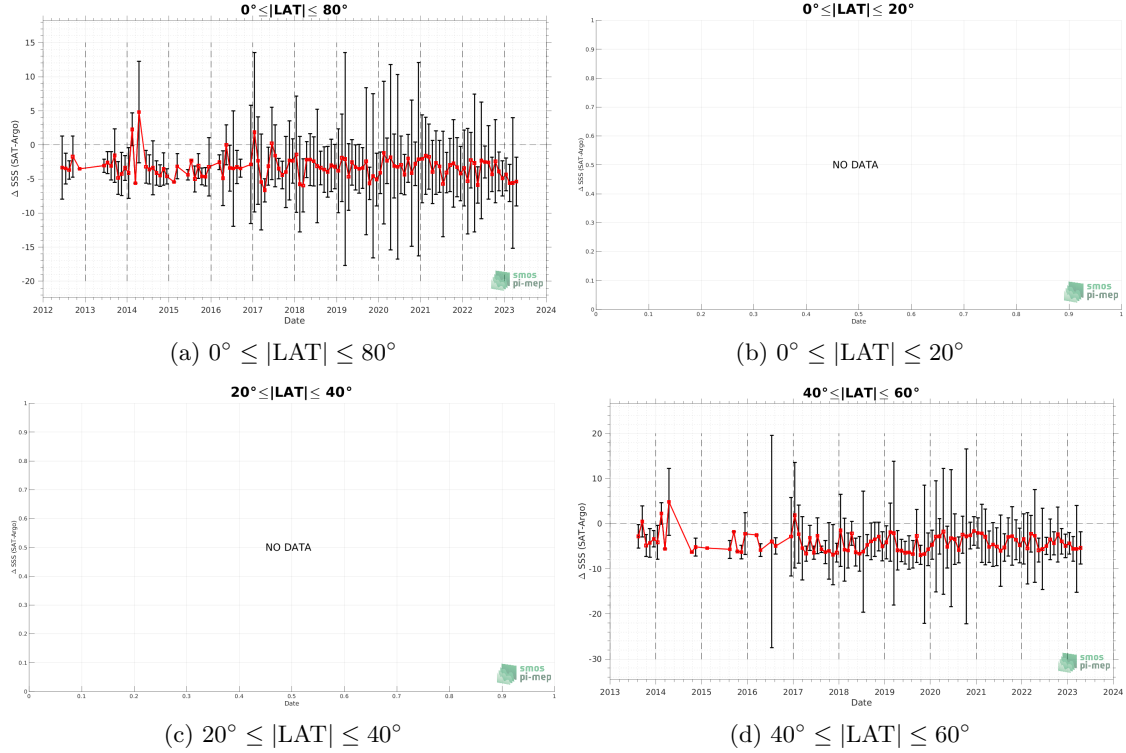 0°≤|LAT|≤ 80°
Δ SSS (SAT-Argo)
15
10
5
0
-5
-10
-15
-20
2012 2013 2014 2015 2016 2017 2018 2019 2020 2021 2022 2023 2024
Date
smos
pi-mep
(a) 0° ≤ |LAT| ≤ 80°
0°≤|LAT|≤ 20°
Δ SSS (SAT-Argo)
1
0.9
0.8
0.7
0.6
0.5
0.4
0.3
0.2
0.1
0
NO DATA
0 0.1 0.2 0.3 0.4 0.5 0.6 0.7 0.8 0.9 1
Date
smos
pi-mep
(b) 0° ≤ |LAT| ≤ 20°
20°≤|LAT|≤ 40°
Δ SSS (SAT-Argo)
1
0.9
0.8
0.7
0.6
0.5
0.4
0.3
0.2
0.1
0
NO DATA
0 0.1 0.2 0.3 0.4 0.5 0.6 0.7 0.8 0.9 1
Date
smos
pi-mep
(c) 20° ≤ |LAT| ≤ 40°
40°≤|LAT|≤ 60°
Δ SSS (SAT-Argo)
20
10
0
-10
-20
-30
2013 2014 2015 2016 2017 2018 2019 2020 2021 2022 2023 2024
Date
smos
pi-mep
(d) 40° ≤ |LAT| ≤ 60°